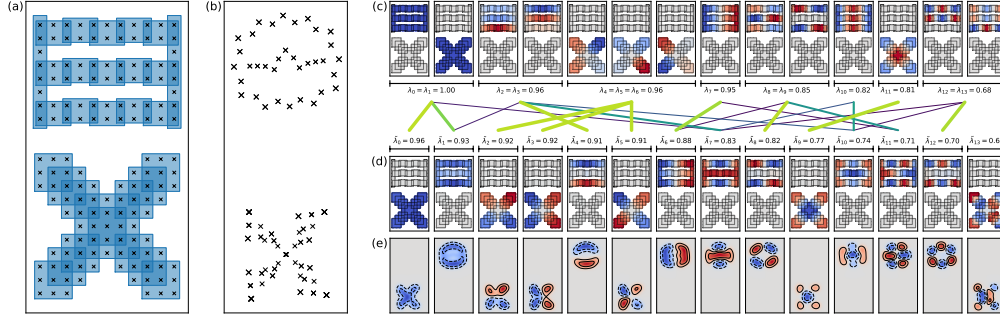 (a)
(b)
(c)
λ₀ = λ₁ = 1.00
λ₂ = λ₃ = 0.96
λ₄ = λ₅ = λ₆ = 0.96
λ₇ = 0.95
λ₈ = λ₉ = 0.85
λ₁₀ = 0.82
λ₁₁ = 0.81
λ₁₂ = λ₁₃ = 0.68
λ̃₀ = 0.96
λ̃₁ = 0.93
λ̃₂ = 0.92
λ̃₃ = 0.92
λ̃₄ = 0.91
λ̃₅ = 0.91
λ̃₆ = 0.88
λ̃₇ = 0.83
λ̃₈ = 0.82
λ̃₉ = 0.77
λ̃₁₀ = 0.74
λ̃₁₁ = 0.71
λ̃₁₂ = 0.70
λ̃₁₃ = 0.6
(d)
(e)